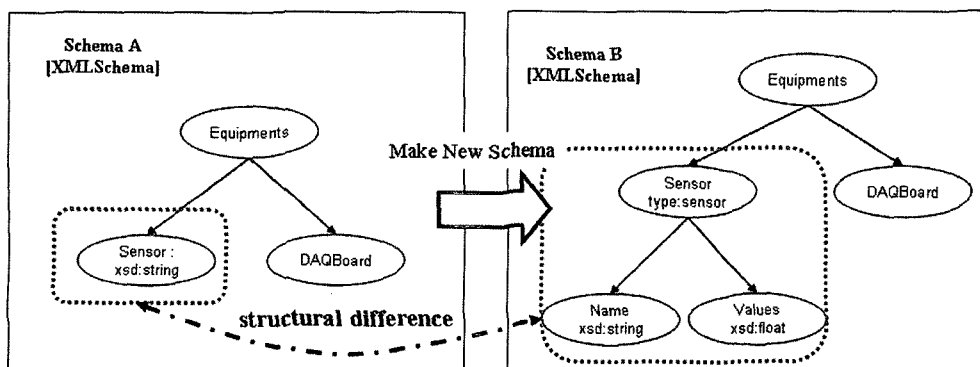 Schema A
[XMLSchema]
Equipments
Sensor :
xsd:string
DAQBoard
Make New Schema
structural difference
Schema B
[XMLSchema]
Equipments
Sensor
type:sensor
DAQBoard
Name
xsd:string
Values
xsd:float